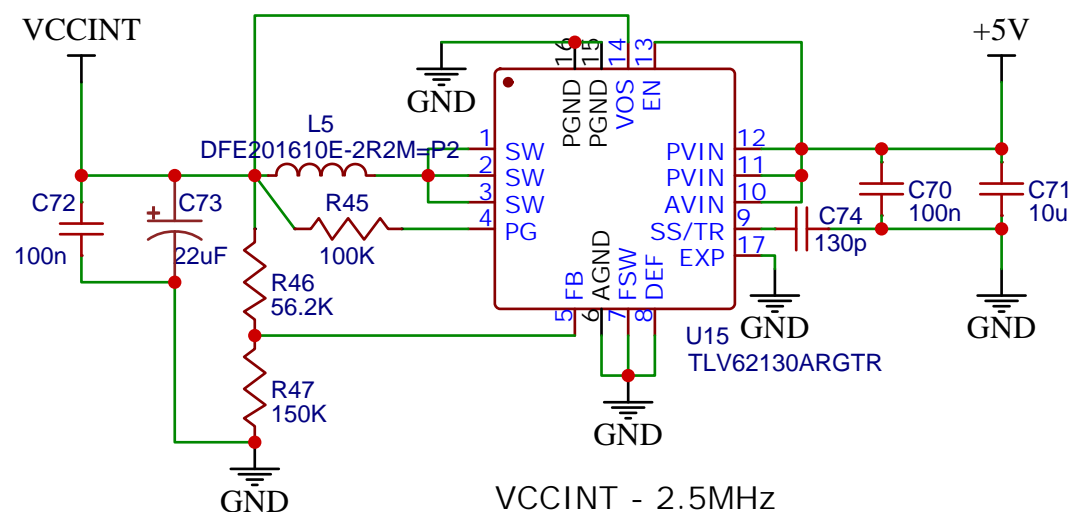 VCCINT
+5V
16
15
14
13
GND
PGND
PGND
VOS
EN
L5
DFE201610E-2R2M=P2
1
SW
2
SW
3
SW
4
PG
PVIN
12
PVIN
11
AVIN
10
SS/TR
9
EXP
17
C72
100n
C73
+
22uF
R45
100K
C74
130p
C70
100n
C71
10u
R46
56.2K
FB
AGND
FSW
DEF
5
6
7
8
GND
GND
U15
TLV62130ARGTR
R47
150K
GND
GND
VCCINT - 2.5MHz